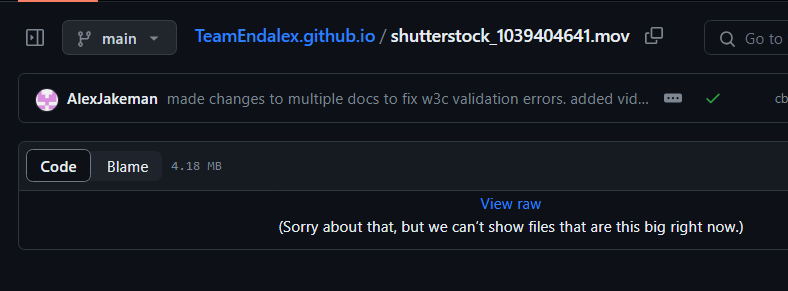 main
TeamEndalex.github.io / shutterstock_1039404641.mov
Go to
AlexJakeman made changes to multiple docs to fix w3c validation errors. added vid...
cb
Code Blame 4.18 MB
View raw
(Sorry about that, but we can’t show files that are this big right now.)